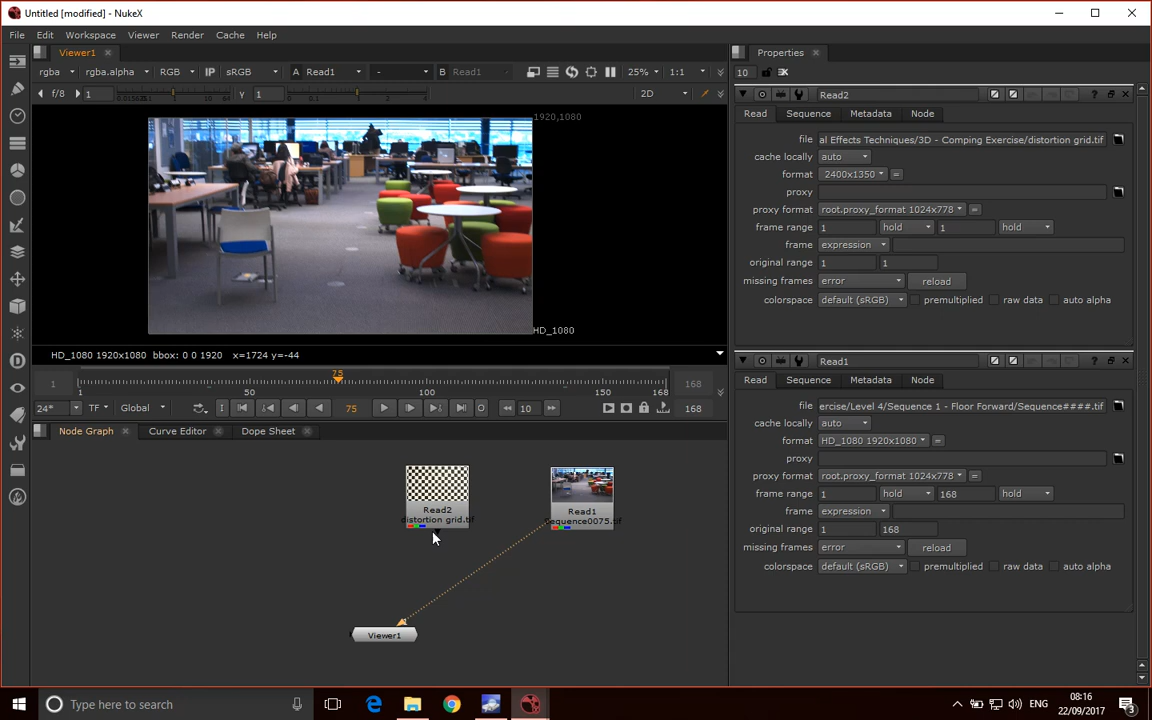 Untitled [modified] - NukeX
File Edit Workspace Viewer Render Cache Help
Viewer1
rgba rgba.alpha RGB IP sRGB A Read1 - B Read1 25% 1:1
f/8 1 y 1 2D
1920,1080
HD_1080
HD_1080 1920x1080 bbox: 0 0 1920 x=1724 y=-44
75
1 1 50 100 150 168 168
24* TF Global 75 10 168
Node Graph Curve Editor Dope Sheet
Read2
distortion grid.tif
Read1
Sequence0075.tif
1
Viewer1
Properties
10
Read2
Read Sequence Metadata Node
file al Effects Techniques/3D - Comping Exercise/distortion grid.tif
cache locally auto
format 2400x1350 =
proxy
proxy format root.proxy_format 1024x778 =
frame range 1 hold 1 hold
frame expression
original range 1 1
missing frames error reload
colorspace default (sRGB) premultiplied raw data auto alpha
Read1
Read Sequence Metadata Node
file ercise/Level 4/Sequence 1 - Floor Forward/Sequence####.tif
cache locally auto
format HD_1080 1920x1080 =
proxy
proxy format root.proxy_format 1024x778 =
frame range 1 hold 168 hold
frame expression
original range 1 168
missing frames error reload
colorspace default (sRGB) premultiplied raw data auto alpha
Type here to search
ENG
08:16
22/09/2017
3